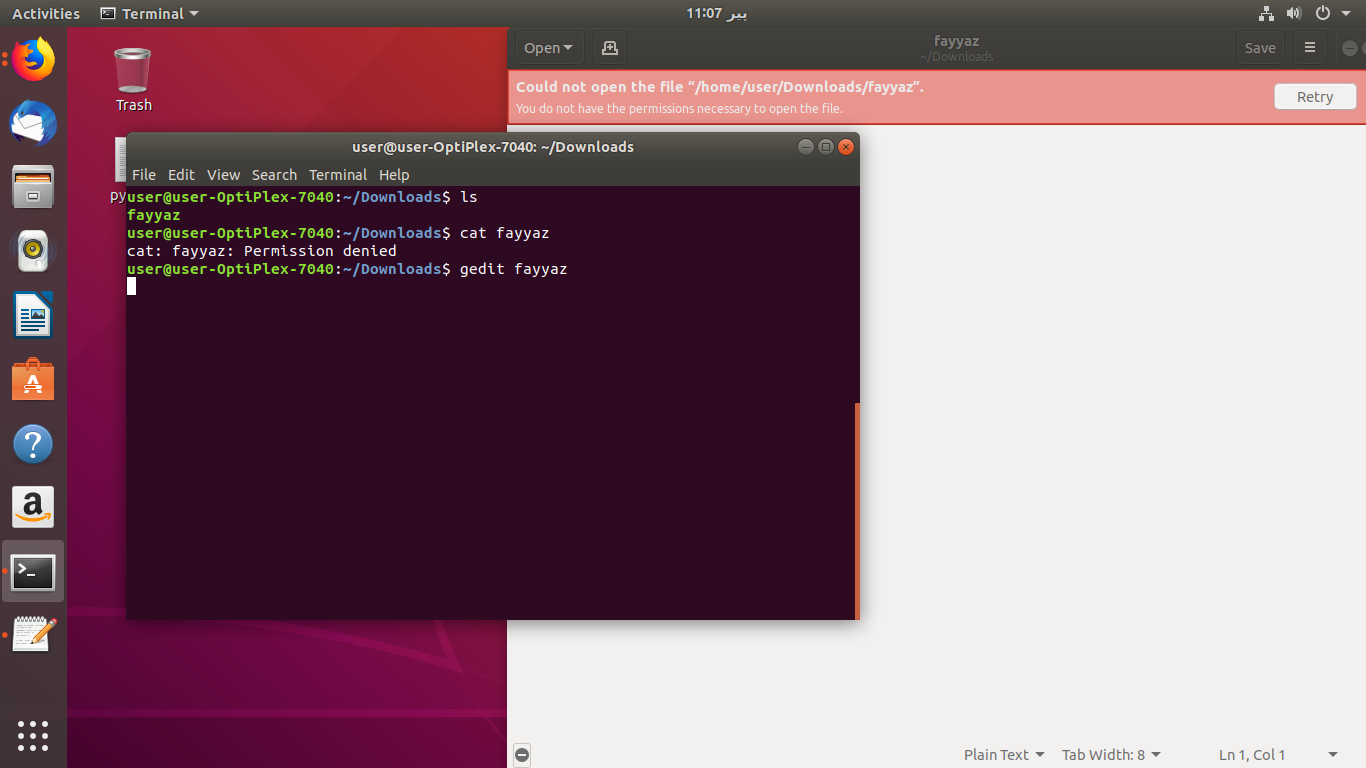 Activities
Terminal
پیر 11:07
Trash
py
Open
fayyaz
~/Downloads
Save
Could not open the file “/home/user/Downloads/fayyaz”.
You do not have the permissions necessary to open the file.
Retry
user@user-OptiPlex-7040: ~/Downloads
File Edit View Search Terminal Help
user@user-OptiPlex-7040:~/Downloads$ ls
fayyaz
user@user-OptiPlex-7040:~/Downloads$ cat fayyaz
cat: fayyaz: Permission denied
user@user-OptiPlex-7040:~/Downloads$ gedit fayyaz
Plain Text
Tab Width: 8
Ln 1, Col 1